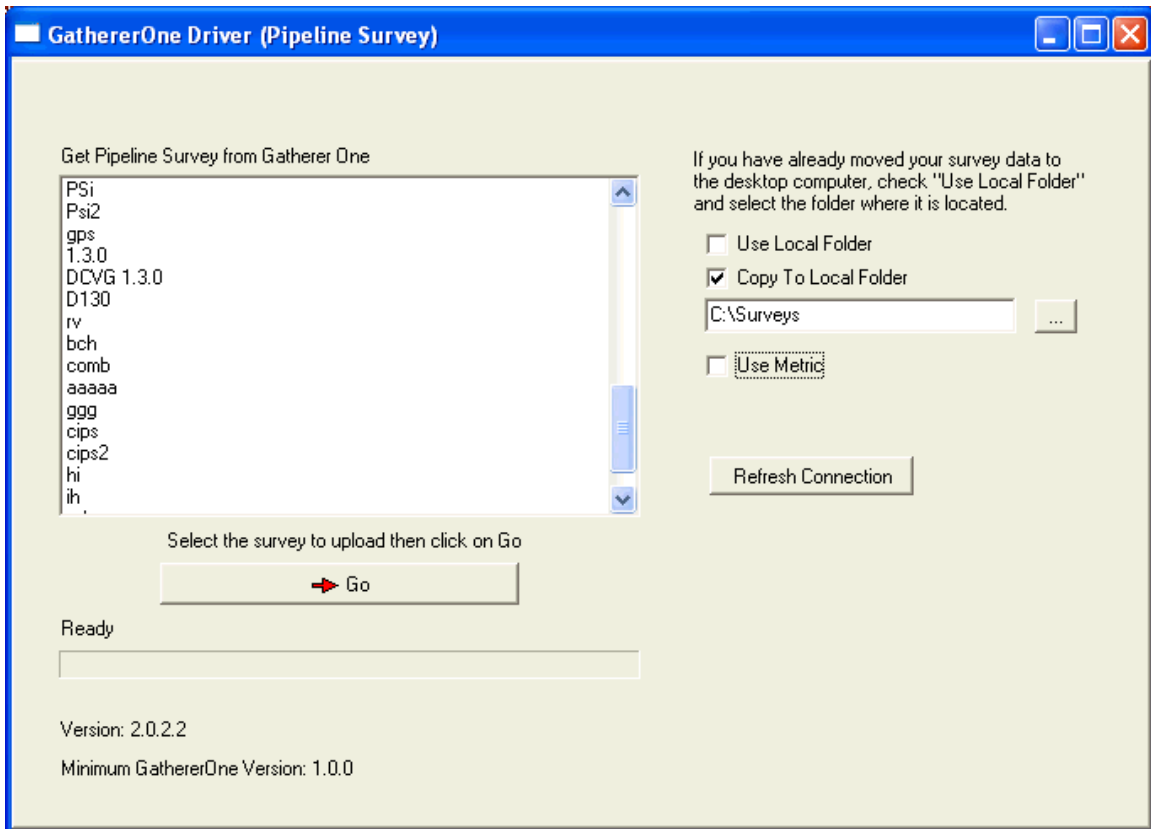 GathererOne Driver (Pipeline Survey)
Get Pipeline Survey from Gatherer One
PSi
Psi2
gps
1.3.0
DCVG 1.3.0
D130
rv
bch
comb
aaaaa
ggg
cips
cips2
hi
ih
Select the survey to upload then click on Go
Go
Ready
Version: 2.0.2.2
Minimum GathererOne Version: 1.0.0
If you have already moved your survey data to
the desktop computer, check "Use Local Folder"
and select the folder where it is located.
Use Local Folder
Copy To Local Folder
C:\Surveys
...
Use Metric
Refresh Connection